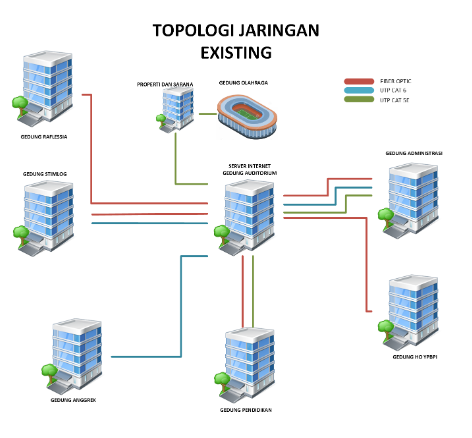 TOPOLOGI JARINGAN
EXISTING
FIBER OPTIC
UTP CAT 6
UTP CAT 5E
PROPERTI DAN SARANA
GEDUNG OLAHRAGA
GEDUNG RAFLESSIA
GEDUNG STIMLOG
SERVER INTERNET
GEDUNG AUDITORIUM
GEDUNG ADMINISTRASI
GEDUNG HO YPBPI
GEDUNG ANGGREK
GEDUNG PENDIDIKAN